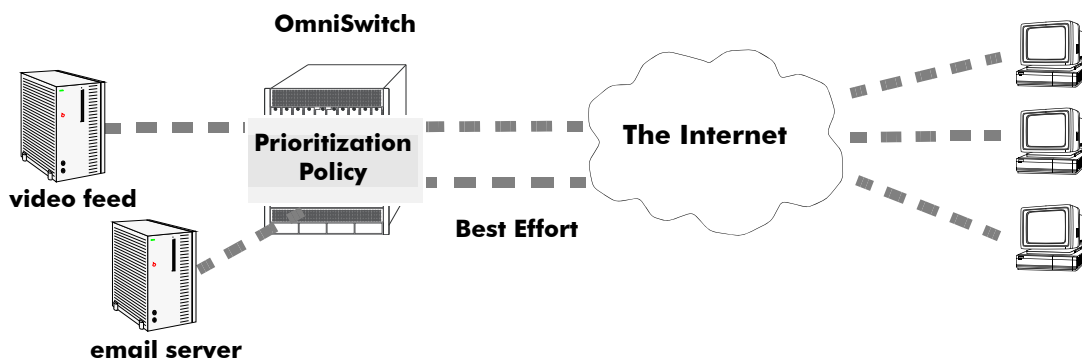 OmniSwitch
Prioritization
Policy
The Internet
video feed
Best Effort
email server